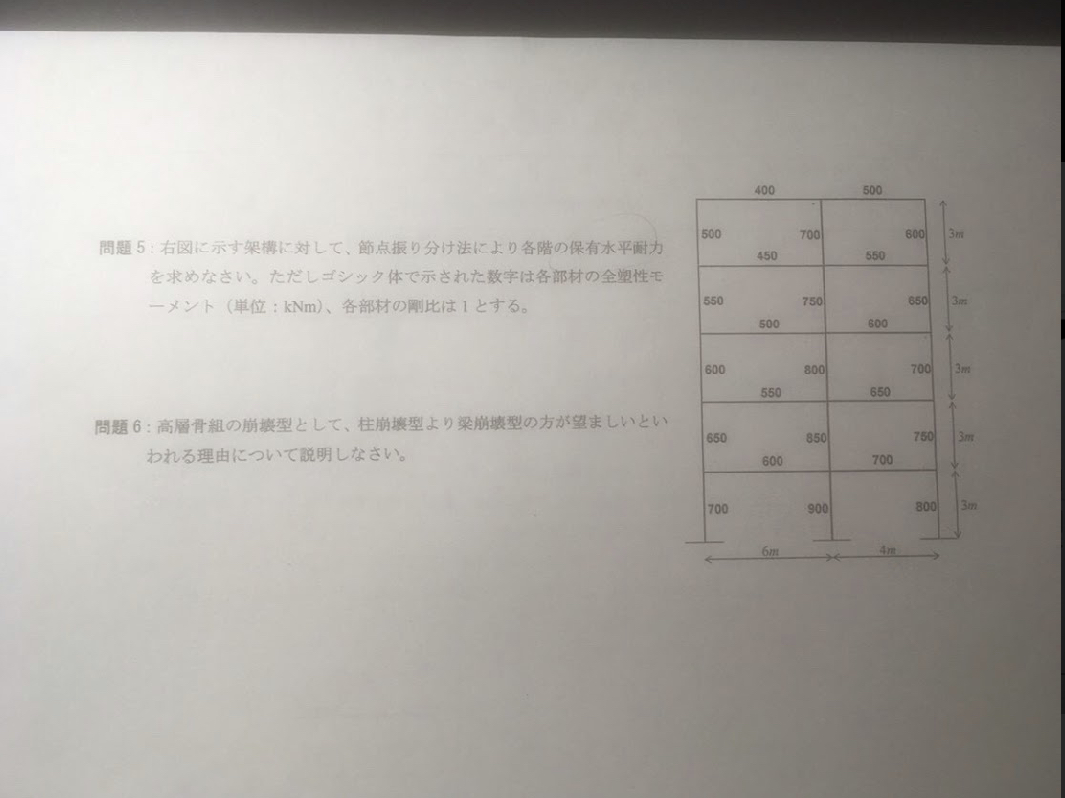 問題5:右図に示す架構に対して、節点振り分け法により各階の保有水平耐力
を求めなさい。ただしゴシック体で示された数字は各部材の全塑性モ
ーメント(単位:kNm)、各部材の剛比は1とする。
問題6:高層骨組の崩壊型として、柱崩壊型より梁崩壊型の方が望ましいとい
われる理由について説明しなさい。
400 500
500 700 600 3m
450 550
550 750 650 3m
500 600
600 800 700 3m
550 650
650 850 750 3m
600 700
700 900 800 3m
6m 4m